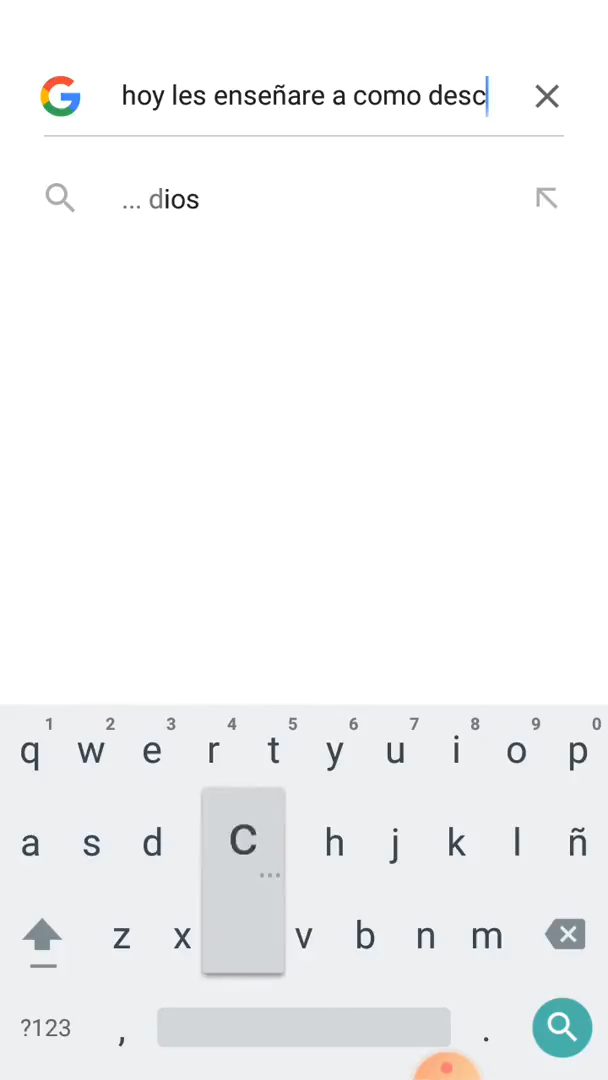 hoy les enseñare a como desc
... dios
1 2 3 4 5 6 7 8 9 0
q w e r t y u i o p
a s d C h j k l ñ
z x v b n m
?123 , .